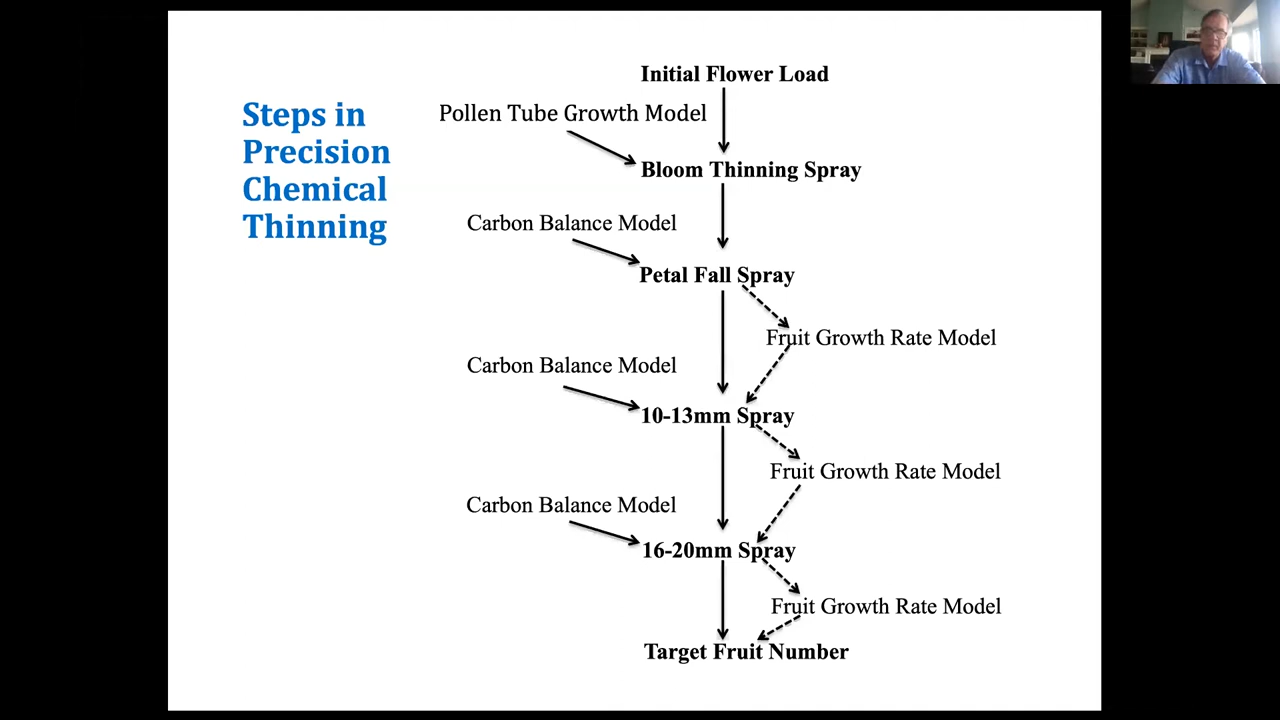 Steps in
Precision
Chemical
Thinning
Initial Flower Load
Pollen Tube Growth Model
Bloom Thinning Spray
Carbon Balance Model
Petal Fall Spray
Fruit Growth Rate Model
Carbon Balance Model
10-13mm Spray
Fruit Growth Rate Model
Carbon Balance Model
16-20mm Spray
Fruit Growth Rate Model
Target Fruit Number